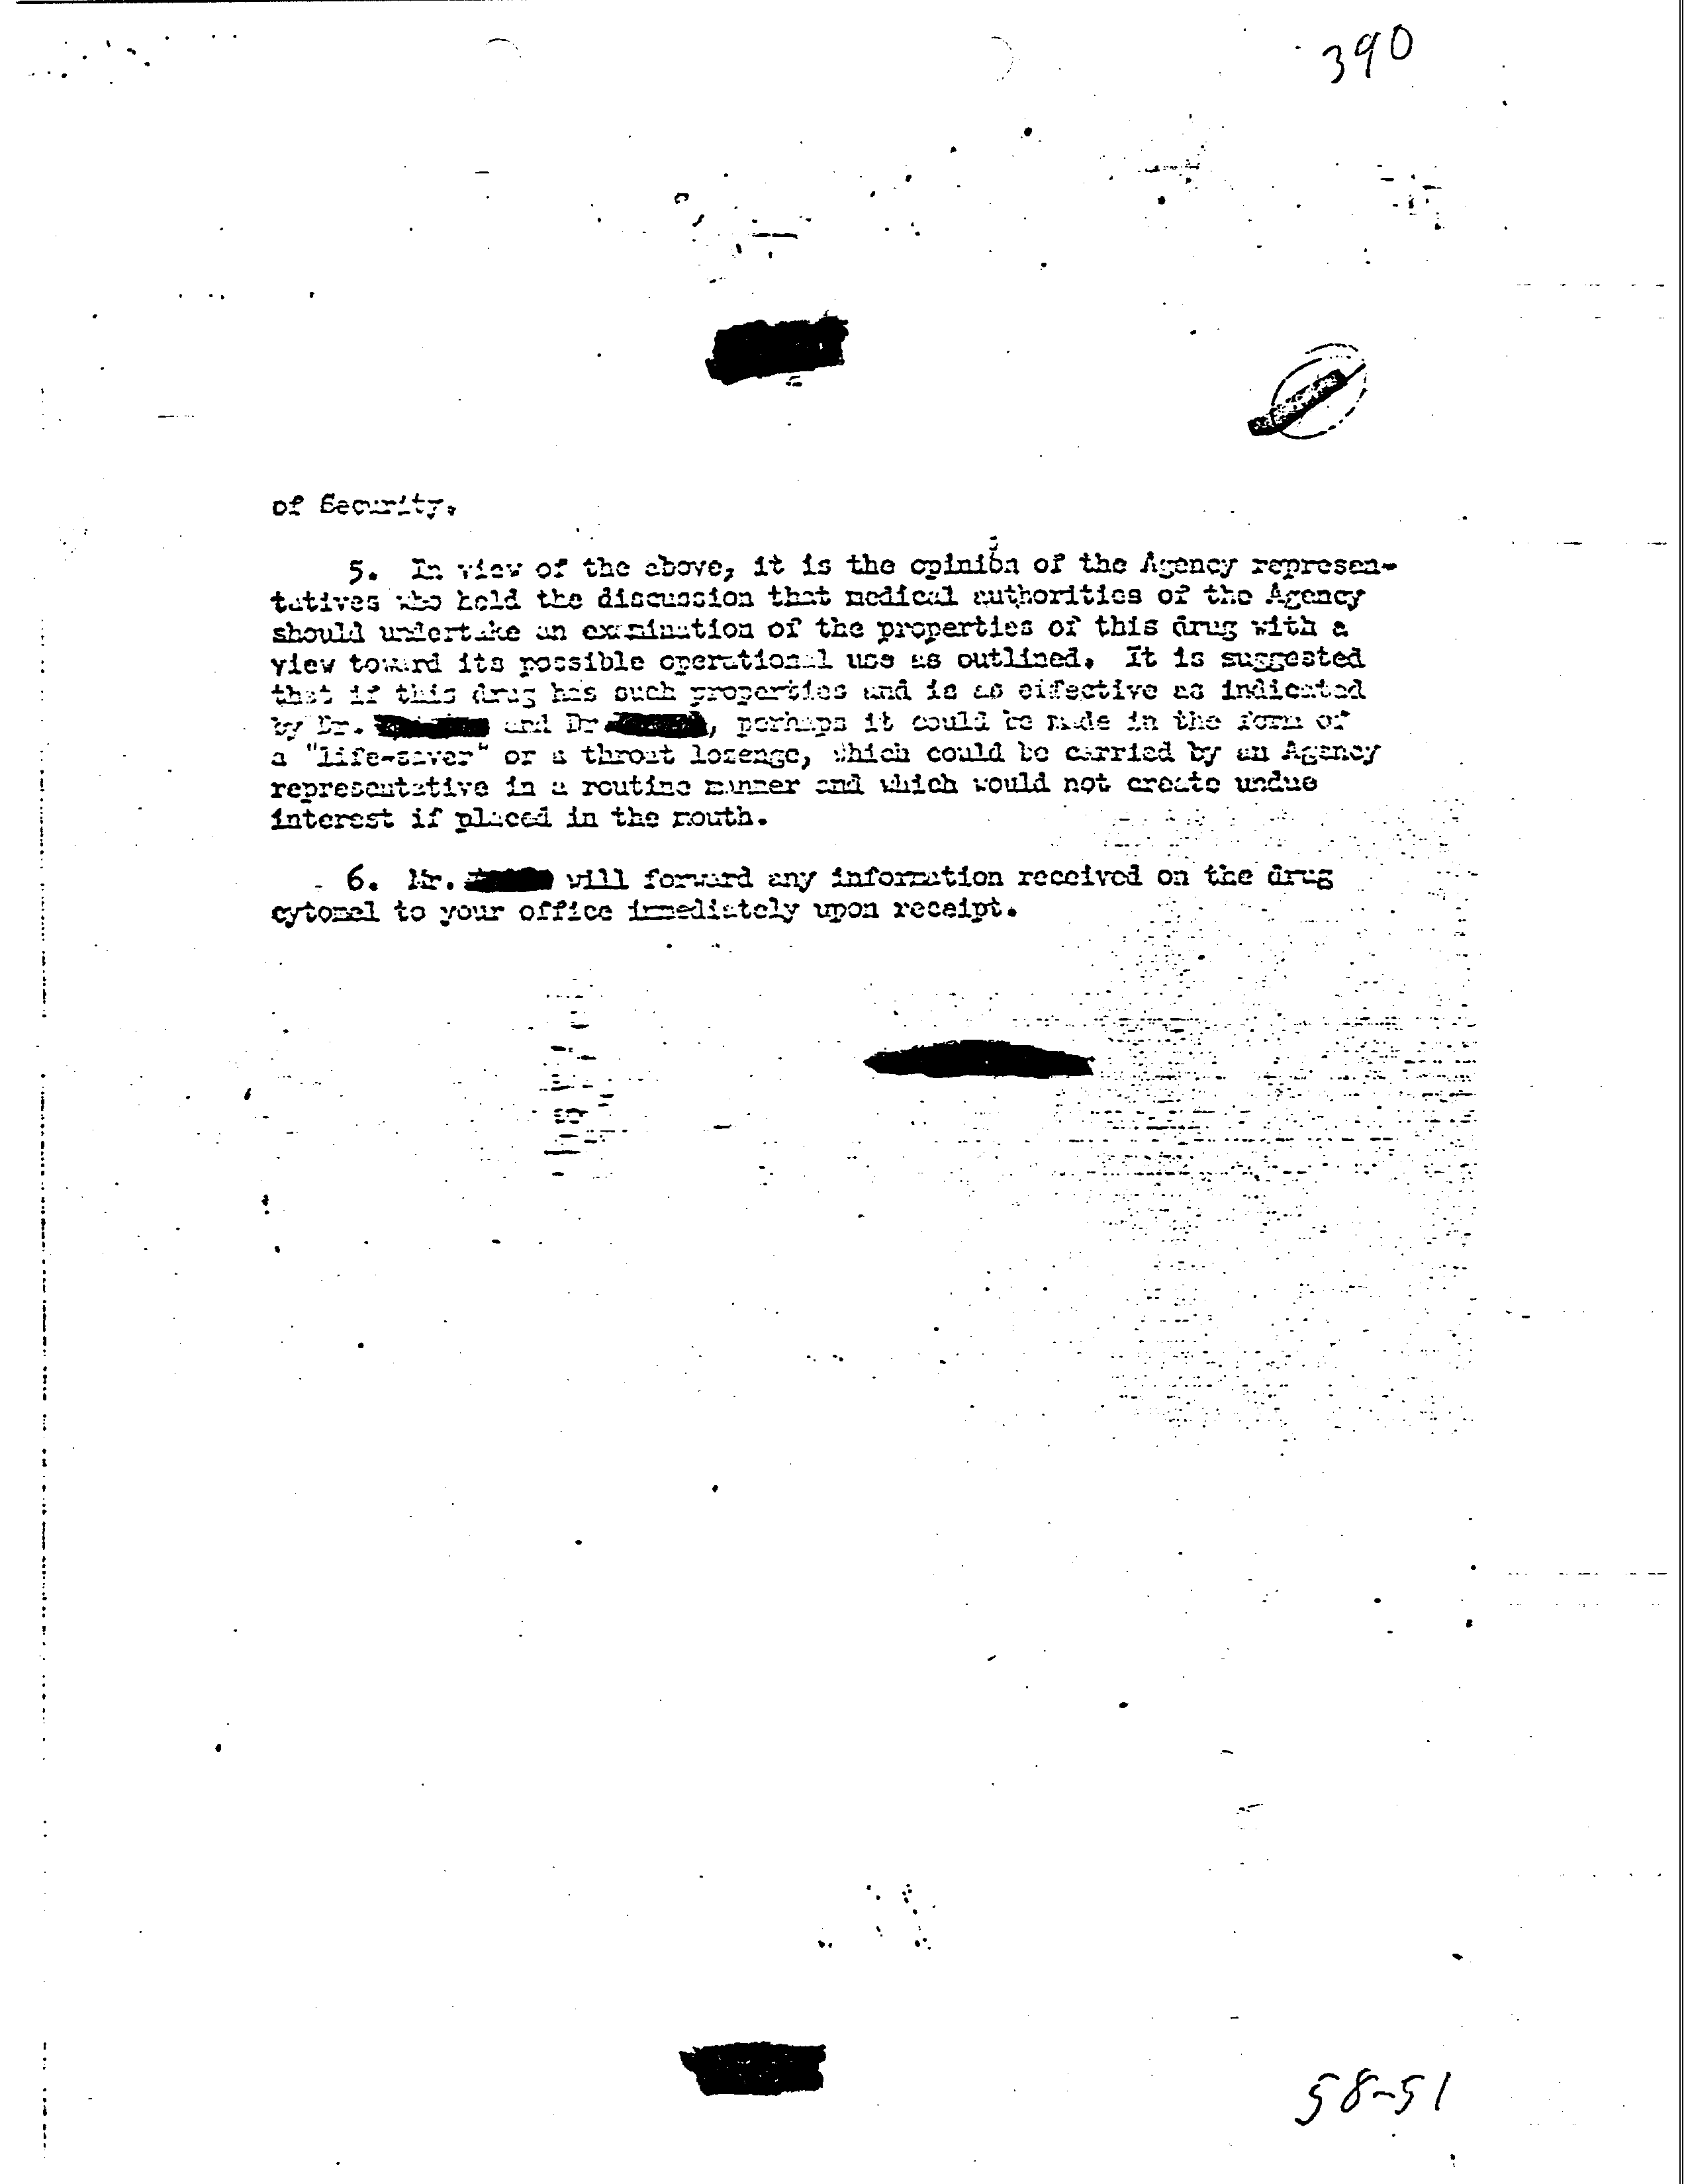 390
of Security.
5. In view of the above, it is the opinion of the Agency represen-
tatives who held the discussion that medical authorities of the Agency
should undertake an examination of the properties of this drug with a
view toward its possible operational use as outlined. It is suggested
that if this drug has such properties and is as effective as indicated
by Dr. and Dr. , perhaps it could be made in the form of
a "life-saver" or a throat lozenge, which could be carried by an Agency
representative in a routine manner and which would not create undue
interest if placed in the mouth.
6. Mr. will forward any information received on the drug
cytomel to your office immediately upon receipt.
58-51